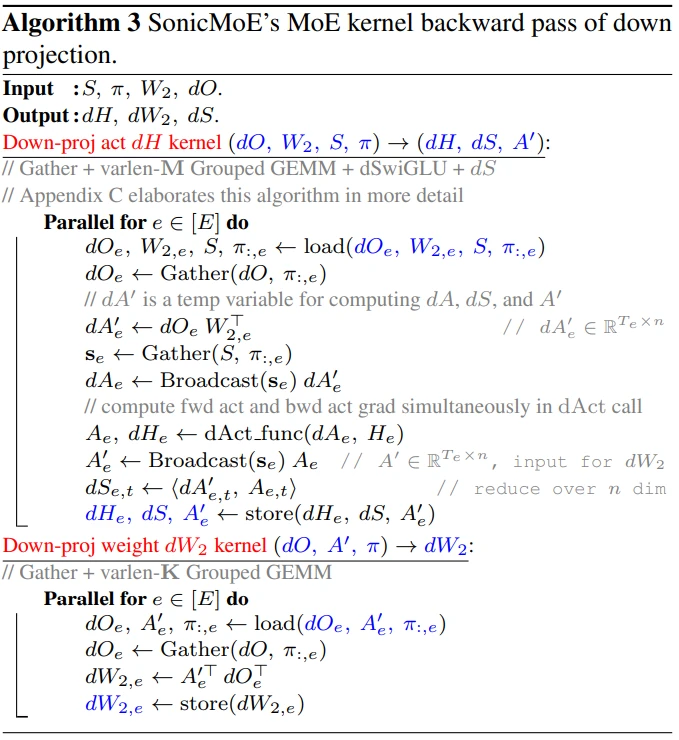 Algorithm 3 SonicMoE's MoE kernel backward pass of down
projection.
Input : S, π, W₂, dO.
Output : dH, dW₂, dS.
Down-proj act dH kernel (dO, W₂, S, π) → (dH, dS, A′):
// Gather + varlen-M Grouped GEMM + dSwiGLU + dS
// Appendix C elaborates this algorithm in more detail
Parallel for e ∈ [E] do
dOₑ, W₂,ₑ, S, π:,ₑ ← load(dOₑ, W₂,ₑ, S, π:,ₑ)
dOₑ ← Gather(dO, π:,ₑ)
// dA′ is a temp variable for computing dA, dS, and A′
dA′ₑ ← dOₑ W₂,ₑ^⊤ // dA′ₑ ∈ ℝ^{Tₑ×n}
sₑ ← Gather(S, π:,ₑ)
dAₑ ← Broadcast(sₑ) dA′ₑ
// compute fwd act and bwd act grad simultaneously in dAct call
Aₑ, dHₑ ← dAct_func(dAₑ, Hₑ)
A′ₑ ← Broadcast(sₑ) Aₑ // A′ ∈ ℝ^{Tₑ×n}, input for dW₂
dSₑ,ₜ ← ⟨dA′ₑ,ₜ, Aₑ,ₜ⟩ // reduce over n dim
dHₑ, dS, A′ₑ ← store(dHₑ, dS, A′ₑ)
Down-proj weight dW₂ kernel (dO, A′, π) → dW₂:
// Gather + varlen-K Grouped GEMM
Parallel for e ∈ [E] do
dOₑ, A′ₑ, π:,ₑ ← load(dOₑ, A′ₑ, π:,ₑ)
dOₑ ← Gather(dO, π:,ₑ)
dW₂,ₑ ← A′ₑ^⊤ dOₑ^⊤
dW₂,ₑ ← store(dW₂,ₑ)